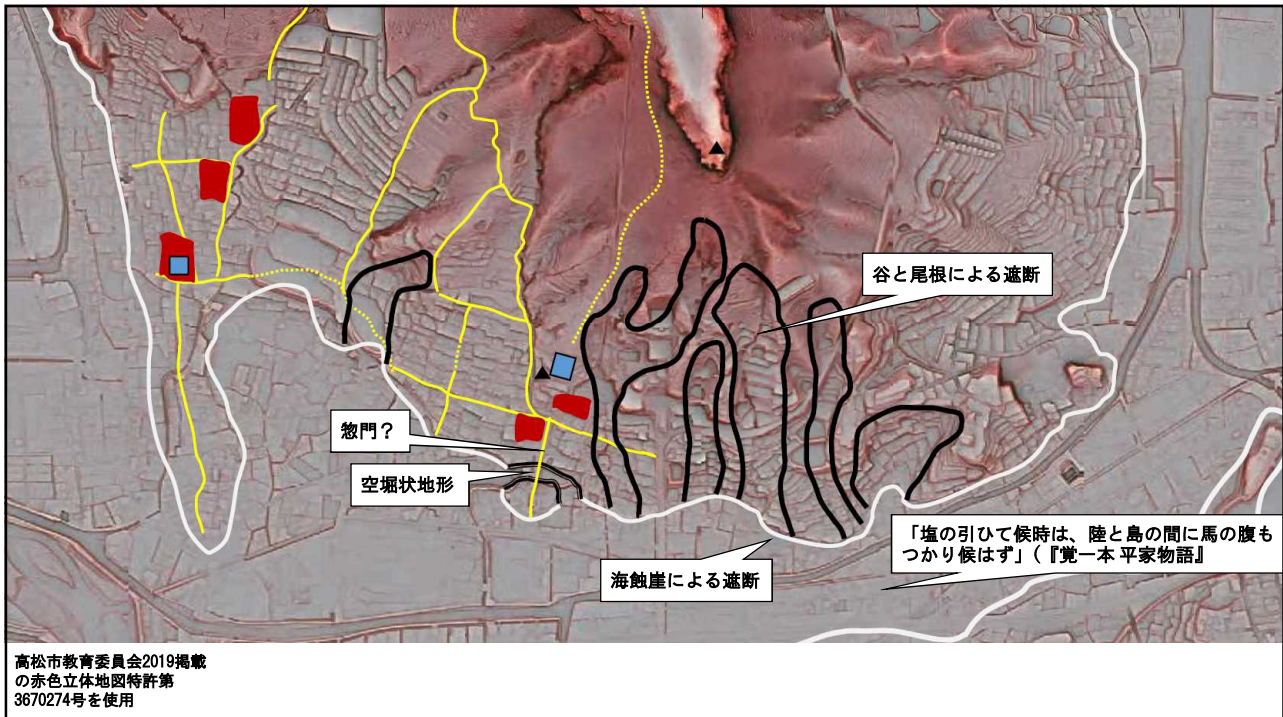 谷と尾根による遮断
惣門？
空堀状地形
「塩の引ひて候時は、陸と島の間に馬の腹も
つかり候はず」(『覚一本 平家物語』
海蝕崖による遮断
高松市教育委員会2019掲載
の赤色立体地図特許第
3670274号を使用